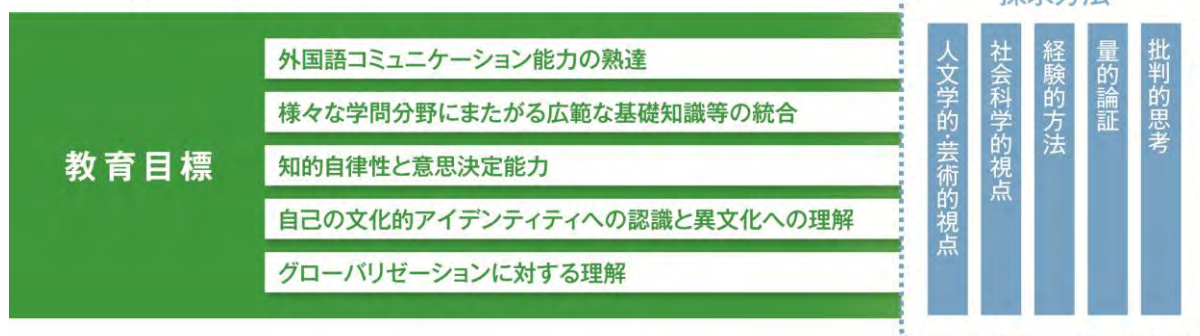 探求方法
教育目標
外国語コミュニケーション能力の熟達
様々な学問分野にまたがる広範な基礎知識等の統合
知的自律性と意思決定能力
自己の文化的アイデンティティへの認識と異文化への理解
グローバリゼーションに対する理解
人文学的・芸術的視点
社会科学的視点
経験的方法
量的論証
批判的思考